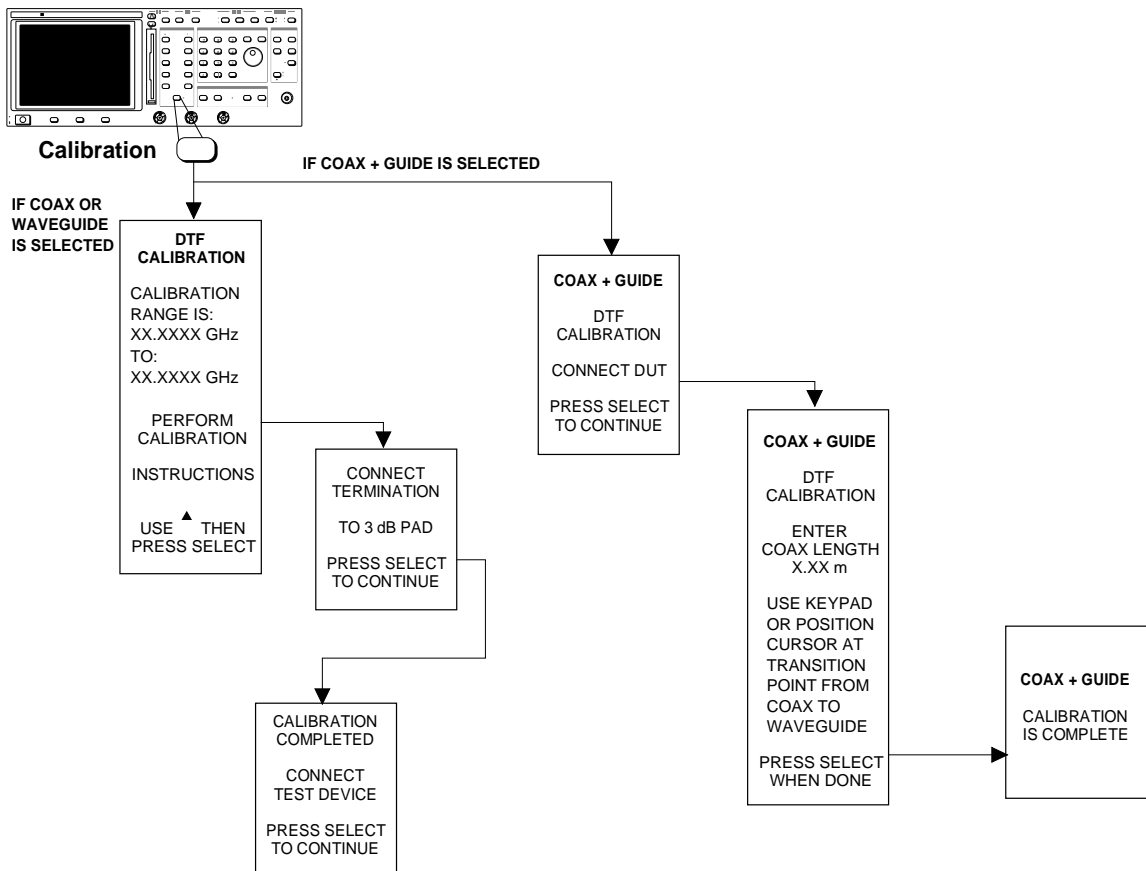 Calibration
IF COAX + GUIDE IS SELECTED
IF COAX OR
WAVEGUIDE
IS SELECTED
DTF
CALIBRATION
CALIBRATION
RANGE IS:
XX.XXXX GHz
TO:
XX.XXXX GHz
PERFORM
CALIBRATION
INSTRUCTIONS
USE ▲ THEN
PRESS SELECT
CONNECT
TERMINATION
TO 3 dB PAD
PRESS SELECT
TO CONTINUE
CALIBRATION
COMPLETED
CONNECT
TEST DEVICE
PRESS SELECT
TO CONTINUE
COAX + GUIDE
DTF
CALIBRATION
CONNECT DUT
PRESS SELECT
TO CONTINUE
COAX + GUIDE
DTF
CALIBRATION
ENTER
COAX LENGTH
X.XX m
USE KEYPAD
OR POSITION
CURSOR AT
TRANSITION
POINT FROM
COAX TO
WAVEGUIDE
PRESS SELECT
WHEN DONE
COAX + GUIDE
CALIBRATION
IS COMPLETE